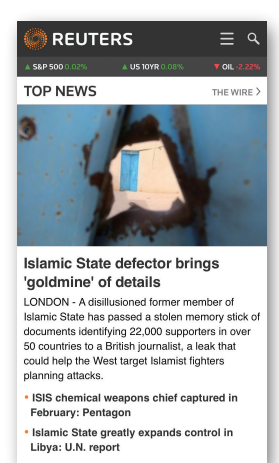 REUTERS
▲ S&P 500 0.02% ▲ US 10YR 0.08% ▼ OIL -2.22%
TOP NEWS THE WIRE >
Islamic State defector brings
'goldmine' of details
LONDON - A disillusioned former member of
Islamic State has passed a stolen memory stick of
documents identifying 22,000 supporters in over
50 countries to a British journalist, a leak that
could help the West target Islamist fighters
planning attacks.
• ISIS chemical weapons chief captured in
February: Pentagon
• Islamic State greatly expands control in
Libya: U.N. report